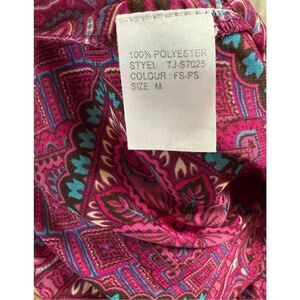 100% POLYESTER
STYEL : TJ-S7025
COLOUR : FS-PS
SIZE : M